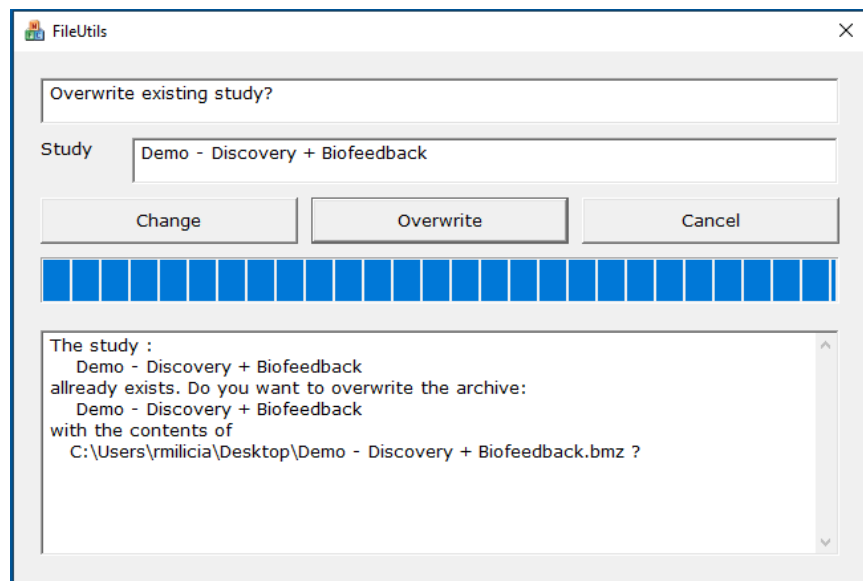 FileUtils
Overwrite existing study?
Study
Demo - Discovery + Biofeedback
Change
Overwrite
Cancel
The study :
Demo - Discovery + Biofeedback
allready exists. Do you want to overwrite the archive:
Demo - Discovery + Biofeedback
with the contents of
C:\Users\rmilicia\Desktop\Demo - Discovery + Biofeedback.bmz ?